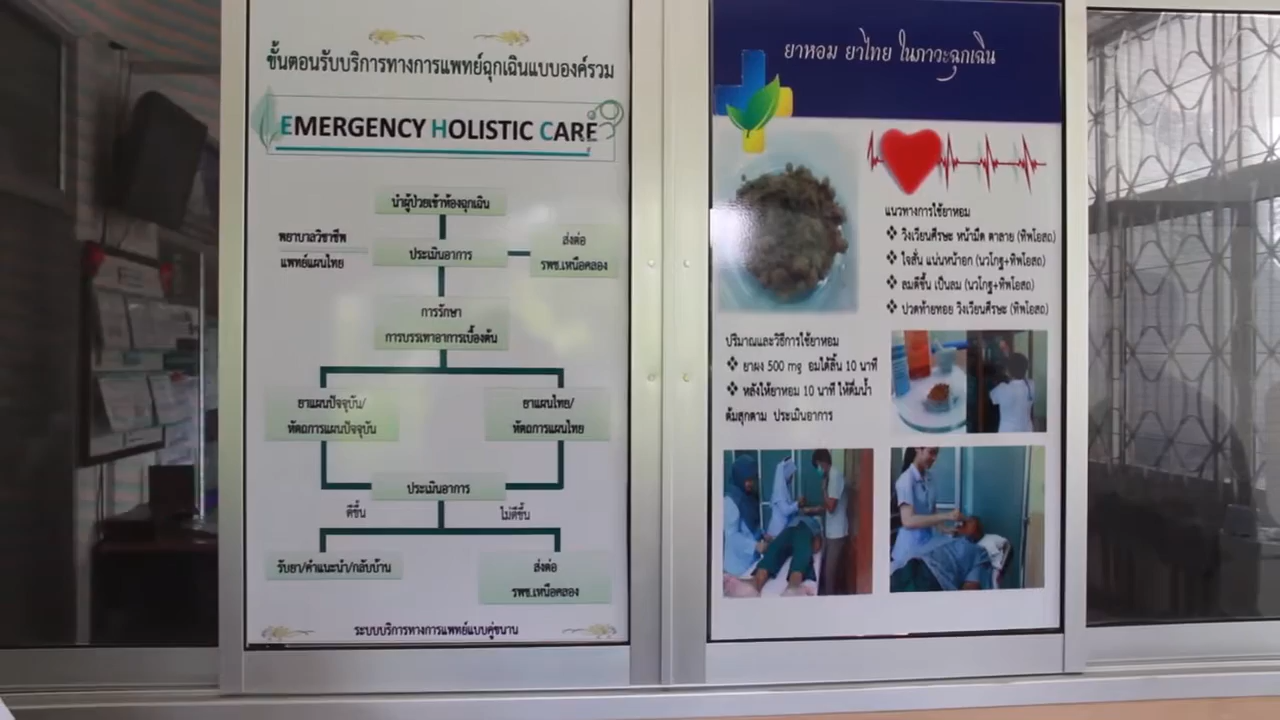 ขั้นตอนรับบริการทางการแพทย์ฉุกเฉินแบบองค์รวม
EMERGENCY HOLISTIC CARE
นำผู้ป่วยเข้าห้องฉุกเฉิน
พยาบาลวิชาชีพ
แพทย์แผนไทย
ประเมินอาการ
ส่งต่อ
รพช.เหนือคลอง
การรักษา
การบรรเทาอาการเบื้องต้น
ยาแผนปัจจุบัน/
หัตถการแผนปัจจุบัน
ยาแผนไทย/
หัตถการแผนไทย
ประเมินอาการ
ดีขึ้น
ไม่ดีขึ้น
รับยา/คำแนะนำ/กลับบ้าน
ส่งต่อ
รพช.เหนือคลอง
ระบบบริการทางการแพทย์แบบคู่ขนาน
ยาหอม ยาไทย ในภาวะฉุกเฉิน
แนวทางการใช้ยาหอม
❖ วิงเวียนศีรษะ หน้ามืด ตาลาย (ทิพโอสถ)
❖ ใจสั่น แน่นหน้าอก (นวโกฐ+ทิพโอสถ)
❖ ลมตีขึ้น เป็นลม (นวโกฐ+ทิพโอสถ)
❖ ปวดท้ายทอย วิงเวียนศีรษะ (ทิพโอสถ)
ปริมาณและวิธีการใช้ยาหอม
❖ ยาผง 500 mg อมใต้ลิ้น 10 นาที
❖ หลังให้ยาหอม 10 นาที ให้ดื่มน้ำ
ต้มสุกตาม ประเมินอาการ